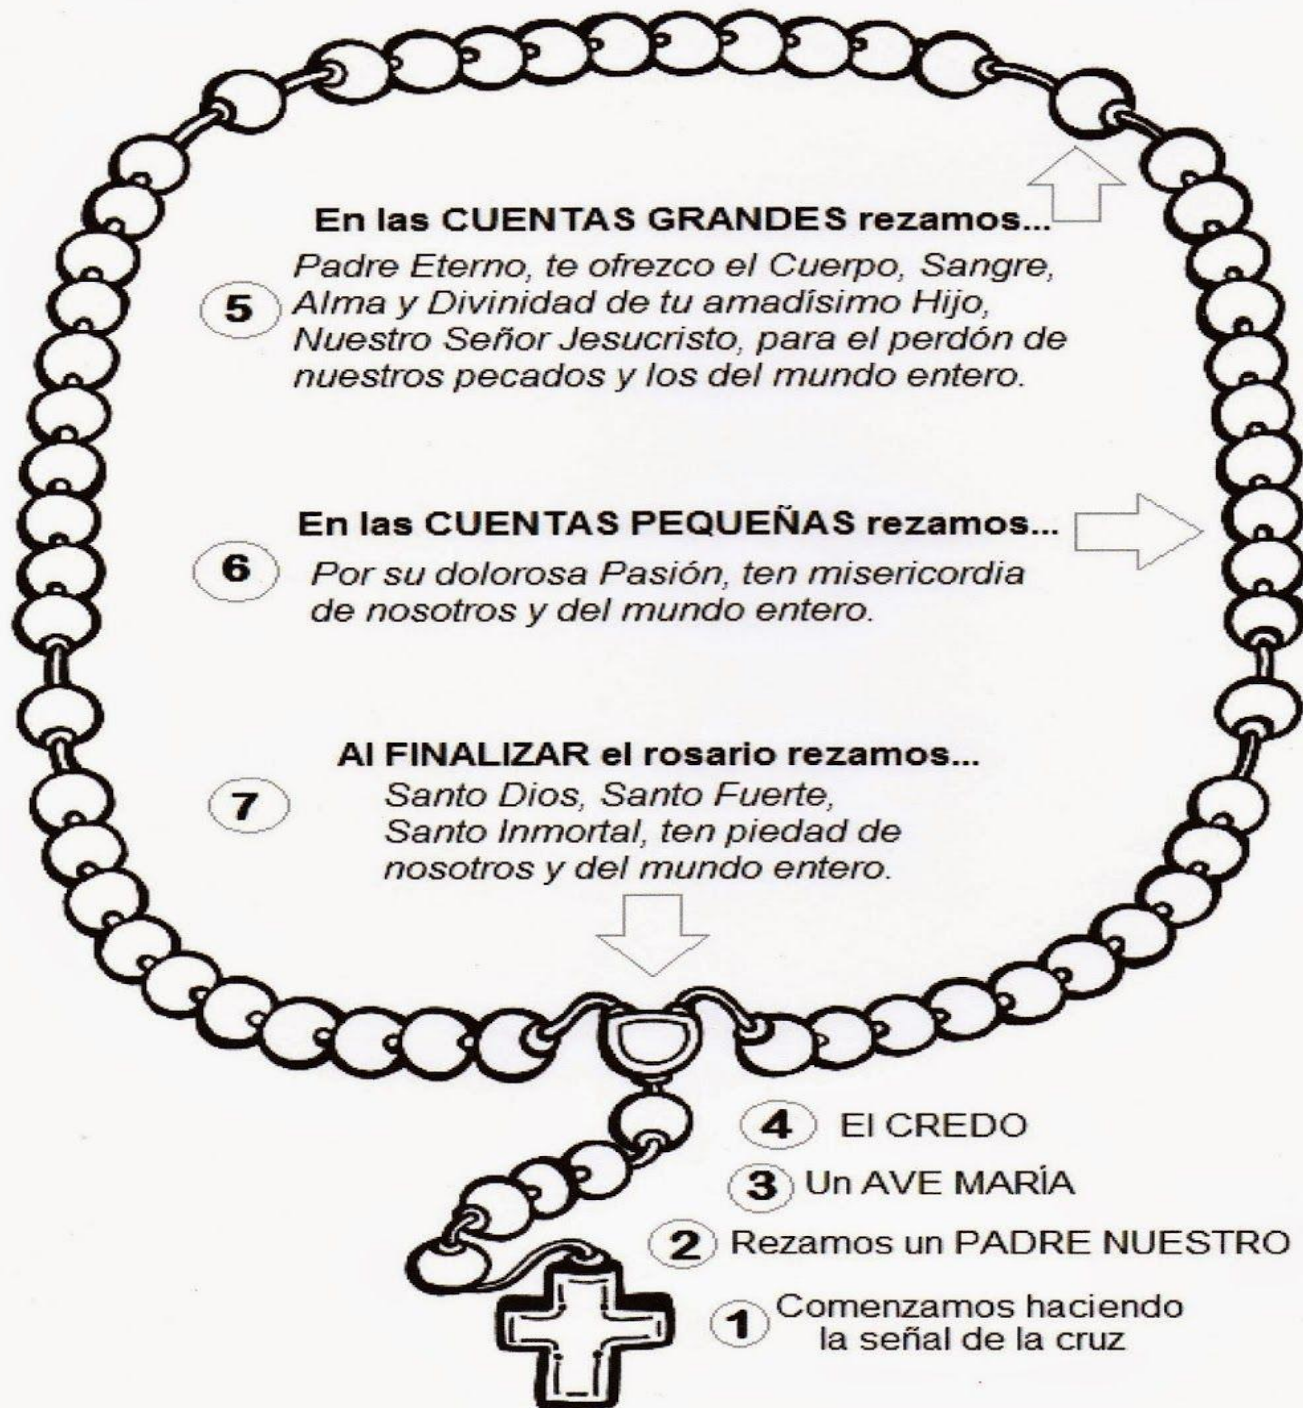 En las CUENTAS GRANDES rezamos...
5
Padre Eterno, te ofrezco el Cuerpo, Sangre,
Alma y Divinidad de tu amadísimo Hijo,
Nuestro Señor Jesucristo, para el perdón de
nuestros pecados y los del mundo entero.
En las CUENTAS PEQUEÑAS rezamos...
6
Por su dolorosa Pasión, ten misericordia
de nosotros y del mundo entero.
Al FINALIZAR el rosario rezamos...
7
Santo Dios, Santo Fuerte,
Santo Inmortal, ten piedad de
nosotros y del mundo entero.
4 El CREDO
3 Un AVE MARÍA
2 Rezamos un PADRE NUESTRO
1 Comenzamos haciendo
la señal de la cruz